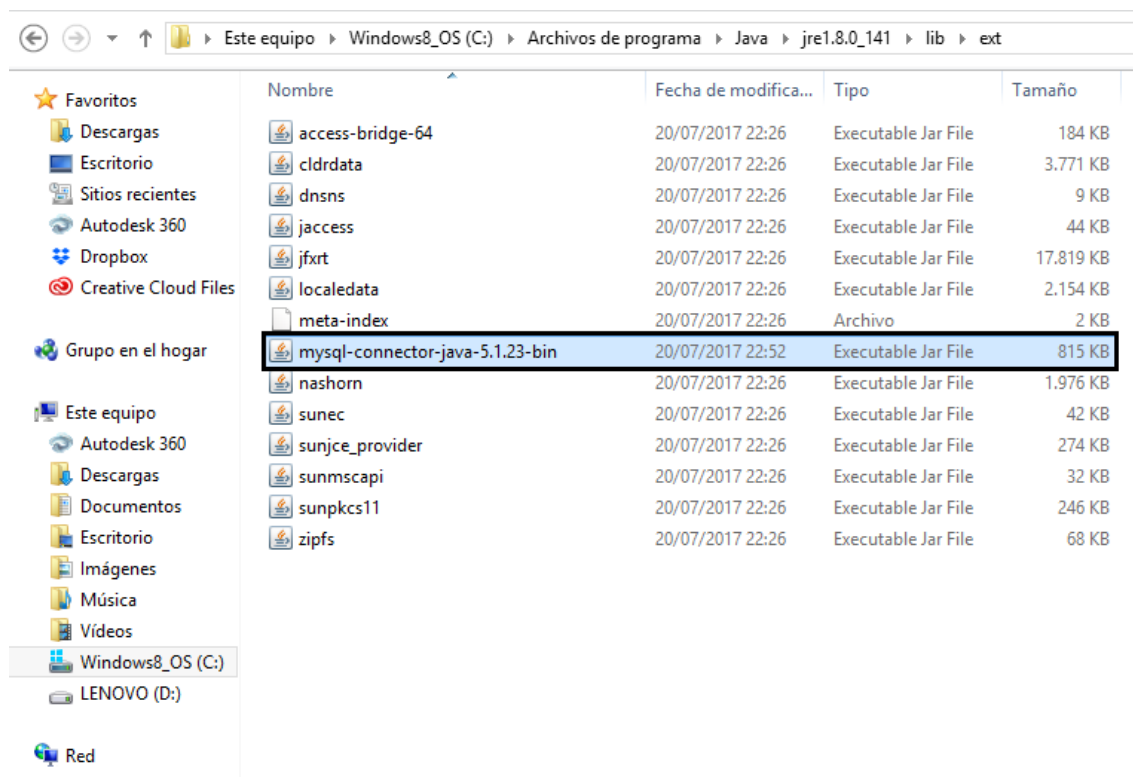 Este equipo Windows8_OS (C:) Archivos de programa Java jre1.8.0_141 lib ext
Favoritos
Descargas
Escritorio
Sitios recientes
Autodesk 360
Dropbox
Creative Cloud Files
Grupo en el hogar
Este equipo
Autodesk 360
Descargas
Documentos
Escritorio
Imágenes
Música
Vídeos
Windows8_OS (C:)
LENOVO (D:)
Red
Nombre Fecha de modifica... Tipo Tamaño
access-bridge-64 20/07/2017 22:26 Executable Jar File 184 KB
cldrdata 20/07/2017 22:26 Executable Jar File 3.771 KB
dnsns 20/07/2017 22:26 Executable Jar File 9 KB
jaccess 20/07/2017 22:26 Executable Jar File 44 KB
jfxrt 20/07/2017 22:26 Executable Jar File 17.819 KB
localedata 20/07/2017 22:26 Executable Jar File 2.154 KB
meta-index 20/07/2017 22:26 Archivo 2 KB
mysql-connector-java-5.1.23-bin 20/07/2017 22:52 Executable Jar File 815 KB
nashorn 20/07/2017 22:26 Executable Jar File 1.976 KB
sunec 20/07/2017 22:26 Executable Jar File 42 KB
sunjce_provider 20/07/2017 22:26 Executable Jar File 274 KB
sunmscapi 20/07/2017 22:26 Executable Jar File 32 KB
sunpkcs11 20/07/2017 22:26 Executable Jar File 246 KB
zipfs 20/07/2017 22:26 Executable Jar File 68 KB